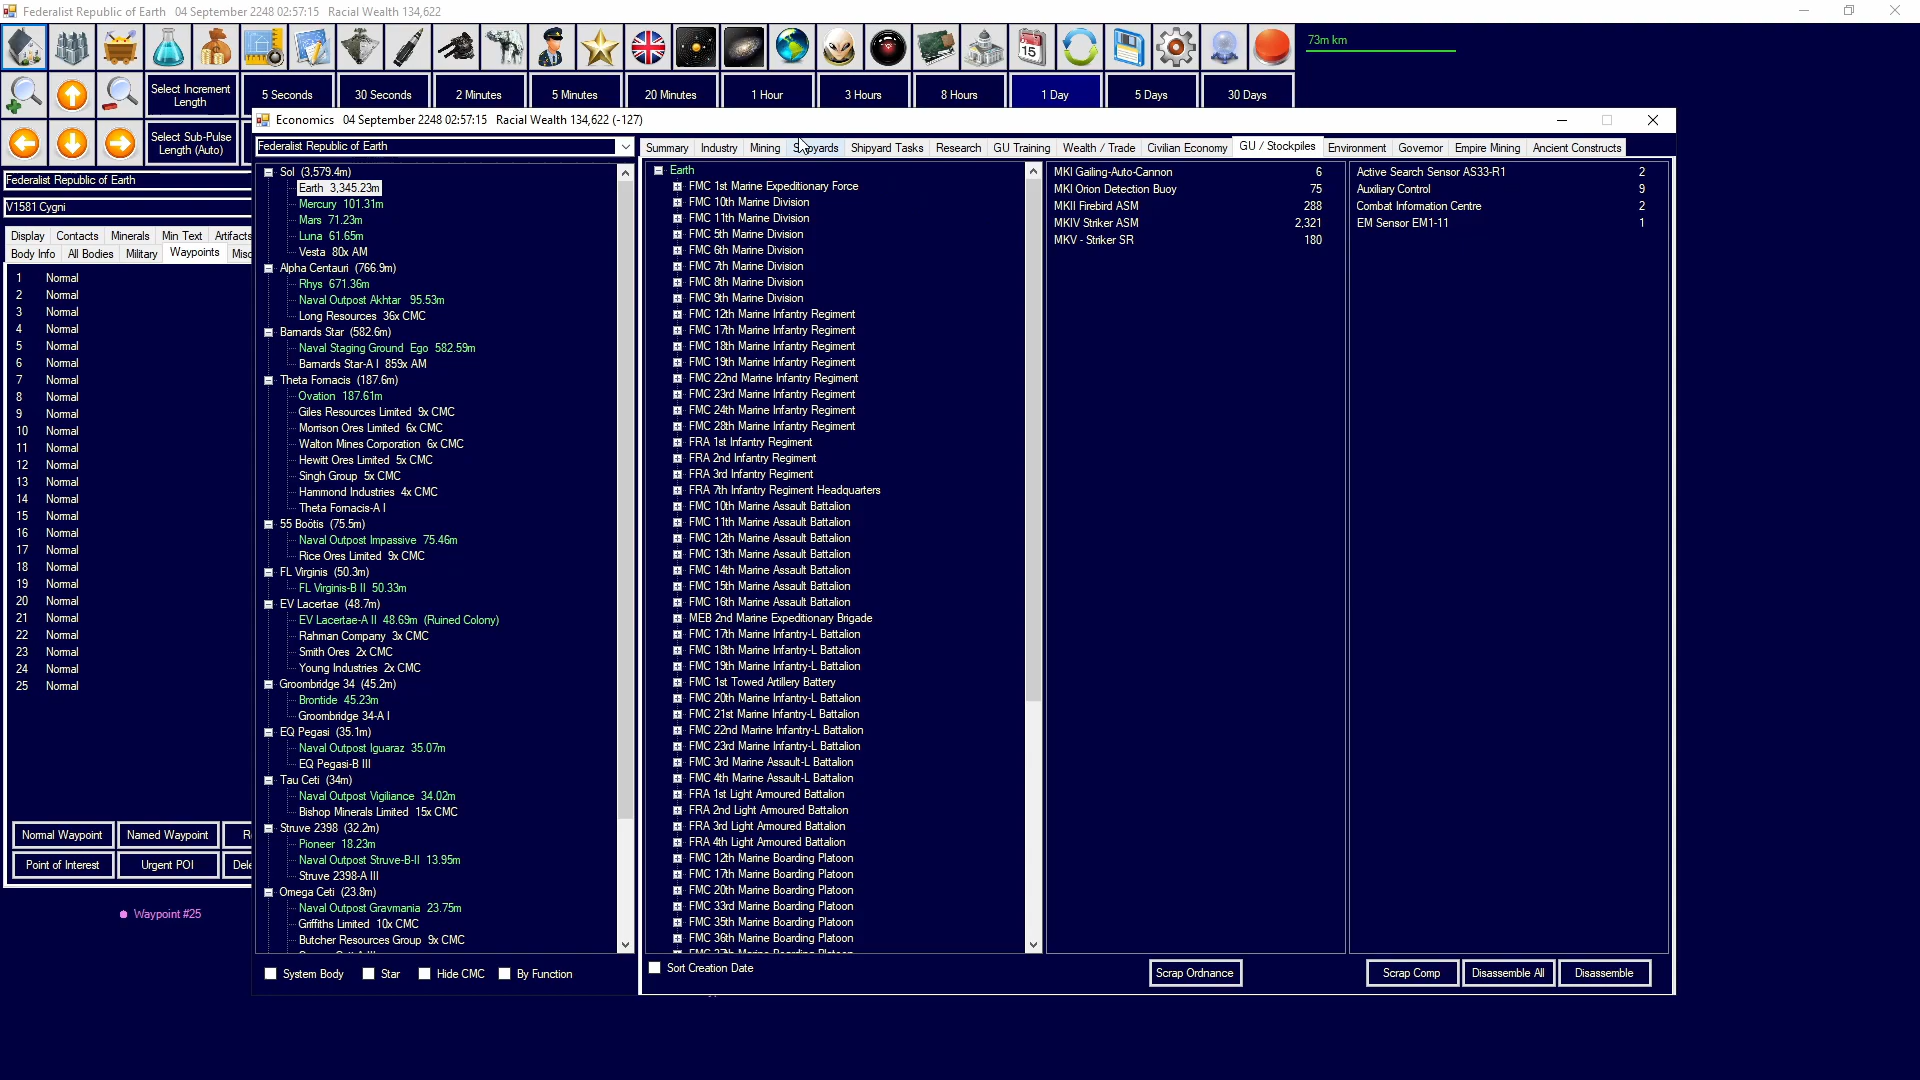 Federalist Republic of Earth   04 September 2248 02:57:15   Racial Wealth 134,622
73m km
15
Select Increment Length
5 Seconds
30 Seconds
2 Minutes
5 Minutes
20 Minutes
1 Hour
3 Hours
8 Hours
1 Day
5 Days
30 Days
Select Sub-Pulse Length (Auto)
Federalist Republic of Earth
V1581 Cygni
Display Contacts Minerals Min Text Artifacts
Body Info All Bodies Military Waypoints Misc
1 Normal
2 Normal
3 Normal
4 Normal
5 Normal
6 Normal
7 Normal
8 Normal
9 Normal
10 Normal
11 Normal
12 Normal
13 Normal
14 Normal
15 Normal
16 Normal
17 Normal
18 Normal
19 Normal
20 Normal
21 Normal
22 Normal
23 Normal
24 Normal
25 Normal
Normal Waypoint
Named Waypoint
Point of Interest
Urgent POI
Waypoint #25
Economics   04 September 2248 02:57:15   Racial Wealth 134,622 (-127)
Federalist Republic of Earth
Summary Industry Mining Shipyards Shipyard Tasks Research GU Training Wealth / Trade Civilian Economy GU / Stockpiles Environment Governor Empire Mining Ancient Constructs
Sol (3,579.4m)
Earth 3,345.23m
Mercury 101.31m
Mars 71.23m
Luna 61.65m
Vesta 80x AM
Alpha Centauri (766.9m)
Rhys 671.36m
Naval Outpost Akhtar 95.53m
Long Resources 36x CMC
Barnards Star (582.6m)
Naval Staging Ground Ego 582.59m
Barnards Star-A I 859x AM
Theta Fornacis (187.6m)
Ovation 187.61m
Giles Resources Limited 9x CMC
Morrison Ores Limited 6x CMC
Walton Mines Corporation 6x CMC
Hewitt Ores Limited 5x CMC
Singh Group 5x CMC
Hammond Industries 4x CMC
Theta Fornacis-A I
55 Boötis (75.5m)
Naval Outpost Impassive 75.46m
Rice Ores Limited 9x CMC
FL Virginis (50.3m)
FL Virginis-B II 50.33m
EV Lacertae (48.7m)
EV Lacertae-A II 48.69m (Ruined Colony)
Rahman Company 3x CMC
Smith Ores 2x CMC
Young Industries 2x CMC
Groombridge 34 (45.2m)
Brontide 45.23m
Groombridge 34-A I
EQ Pegasi (35.1m)
Naval Outpost Iguaraz 35.07m
EQ Pegasi-B III
Tau Ceti (34m)
Naval Outpost Vigiliance 34.02m
Bishop Minerals Limited 15x CMC
Struve 2398 (32.2m)
Pioneer 18.23m
Naval Outpost Struve-B-II 13.95m
Struve 2398-A III
Omega Ceti (23.8m)
Naval Outpost Gravmania 23.75m
Griffiths Limited 10x CMC
Butcher Resources Group 9x CMC
System Body
Star
Hide CMC
By Function
Earth
FMC 1st Marine Expeditionary Force
FMC 10th Marine Division
FMC 11th Marine Division
FMC 5th Marine Division
FMC 6th Marine Division
FMC 7th Marine Division
FMC 8th Marine Division
FMC 9th Marine Division
FMC 12th Marine Infantry Regiment
FMC 17th Marine Infantry Regiment
FMC 18th Marine Infantry Regiment
FMC 19th Marine Infantry Regiment
FMC 22nd Marine Infantry Regiment
FMC 23rd Marine Infantry Regiment
FMC 24th Marine Infantry Regiment
FMC 28th Marine Infantry Regiment
FRA 1st Infantry Regiment
FRA 2nd Infantry Regiment
FRA 3rd Infantry Regiment
FRA 7th Infantry Regiment Headquarters
FMC 10th Marine Assault Battalion
FMC 11th Marine Assault Battalion
FMC 12th Marine Assault Battalion
FMC 13th Marine Assault Battalion
FMC 14th Marine Assault Battalion
FMC 15th Marine Assault Battalion
FMC 16th Marine Assault Battalion
MEB 2nd Marine Expeditionary Brigade
FMC 17th Marine Infantry-L Battalion
FMC 18th Marine Infantry-L Battalion
FMC 19th Marine Infantry-L Battalion
FMC 1st Towed Artillery Battery
FMC 20th Marine Infantry-L Battalion
FMC 21st Marine Infantry-L Battalion
FMC 22nd Marine Infantry-L Battalion
FMC 23rd Marine Infantry-L Battalion
FMC 3rd Marine Assault-L Battalion
FMC 4th Marine Assault-L Battalion
FRA 1st Light Armoured Battalion
FRA 2nd Light Armoured Battalion
FRA 3rd Light Armoured Battalion
FRA 4th Light Armoured Battalion
FMC 12th Marine Boarding Platoon
FMC 17th Marine Boarding Platoon
FMC 20th Marine Boarding Platoon
FMC 33rd Marine Boarding Platoon
FMC 35th Marine Boarding Platoon
FMC 36th Marine Boarding Platoon
Sort Creation Date
MKI Gailing-Auto-Cannon 6
MKI Orion Detection Buoy 75
MKII Firebird ASM 288
MKIV Striker ASM 2,321
MKV - Striker SR 180
Scrap Ordnance
Active Search Sensor AS33-R1 2
Auxiliary Control 9
Combat Information Centre 2
EM Sensor EM1-11 1
Scrap Comp
Disassemble All
Disassemble